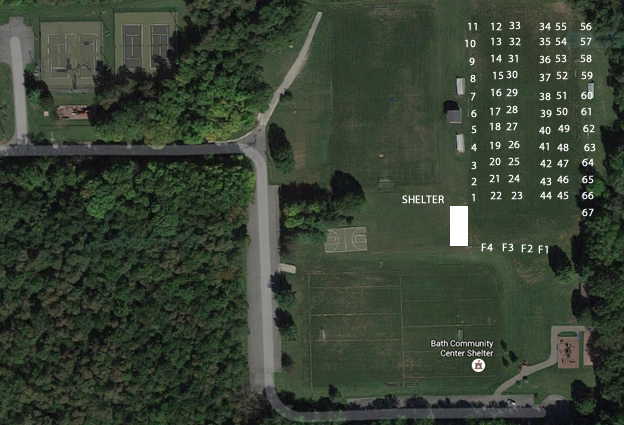 11 12 33 34 55 56
10 13 32 35 54 57
9 14 31 36 53 58
8 15 30 37 52 59
7 16 29 38 51 60
6 17 28 39 50 61
5 18 27 40 49 62
4 19 26 41 48 63
3 20 25 42 47 64
2 21 24 43 46 65
1 22 23 44 45 66
SHELTER
67
F4 F3 F2 F1
Bath Community
Center Shelter